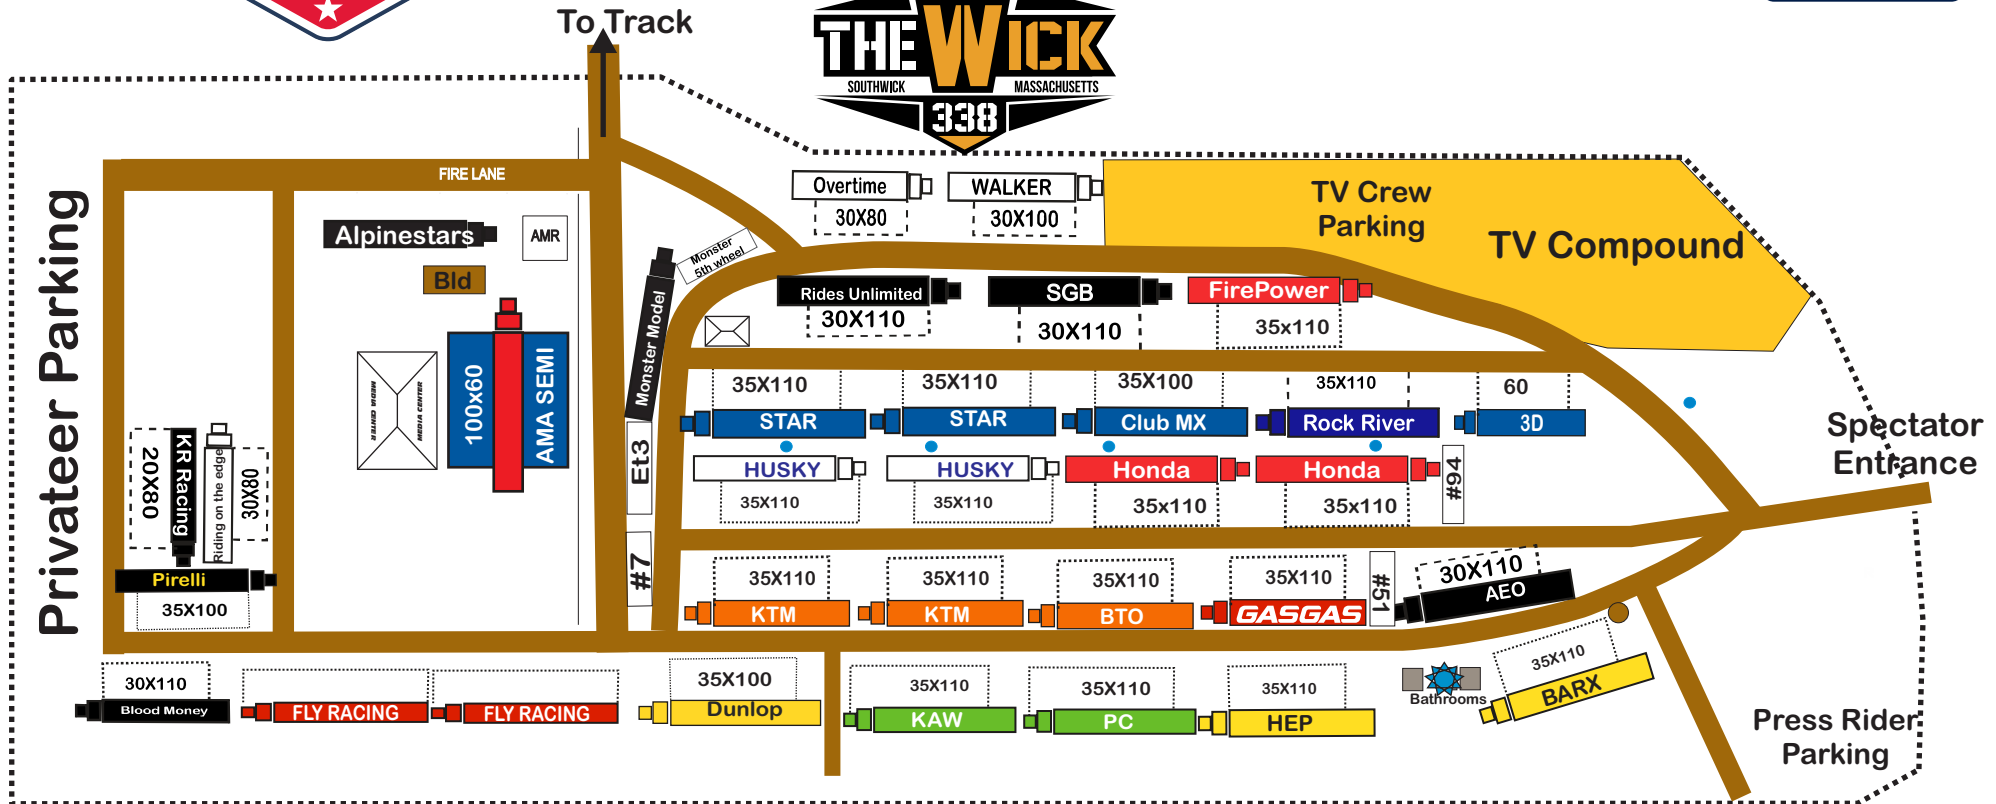 To Track
THE WICK
SOUTHWICK MASSACHUSETTS
338
FIRE LANE
Privateer Parking
Overtime
30X80
WALKER
30X100
TV Crew
Parking
TV Compound
Alpinestars
AMR
Bld
Monster
5th wheel
Monster Model
Rides Unlimited
30X110
SGB
30X110
FirePower
35x110
MEDIA CENTER
MEDIA CENTER
100x60
AMA SEMI
35X110
STAR
35X110
STAR
35X100
Club MX
35X110
Rock River
60
3D
Spectator
Entrance
20X80
KR Racing
Riding on the edge
30X80
Et3
HUSKY
35X110
HUSKY
35X110
Honda
35x110
Honda
35x110
#94
Pirelli
35X100
#7
35X110
KTM
35X110
KTM
35X110
BTO
35X110
GASGAS
#51
30X110
AEO
30X110
Blood Money
FLY RACING
FLY RACING
35X100
Dunlop
35X110
KAW
35X110
PC
35X110
HEP
Bathrooms
35X110
BARX
Press Rider
Parking